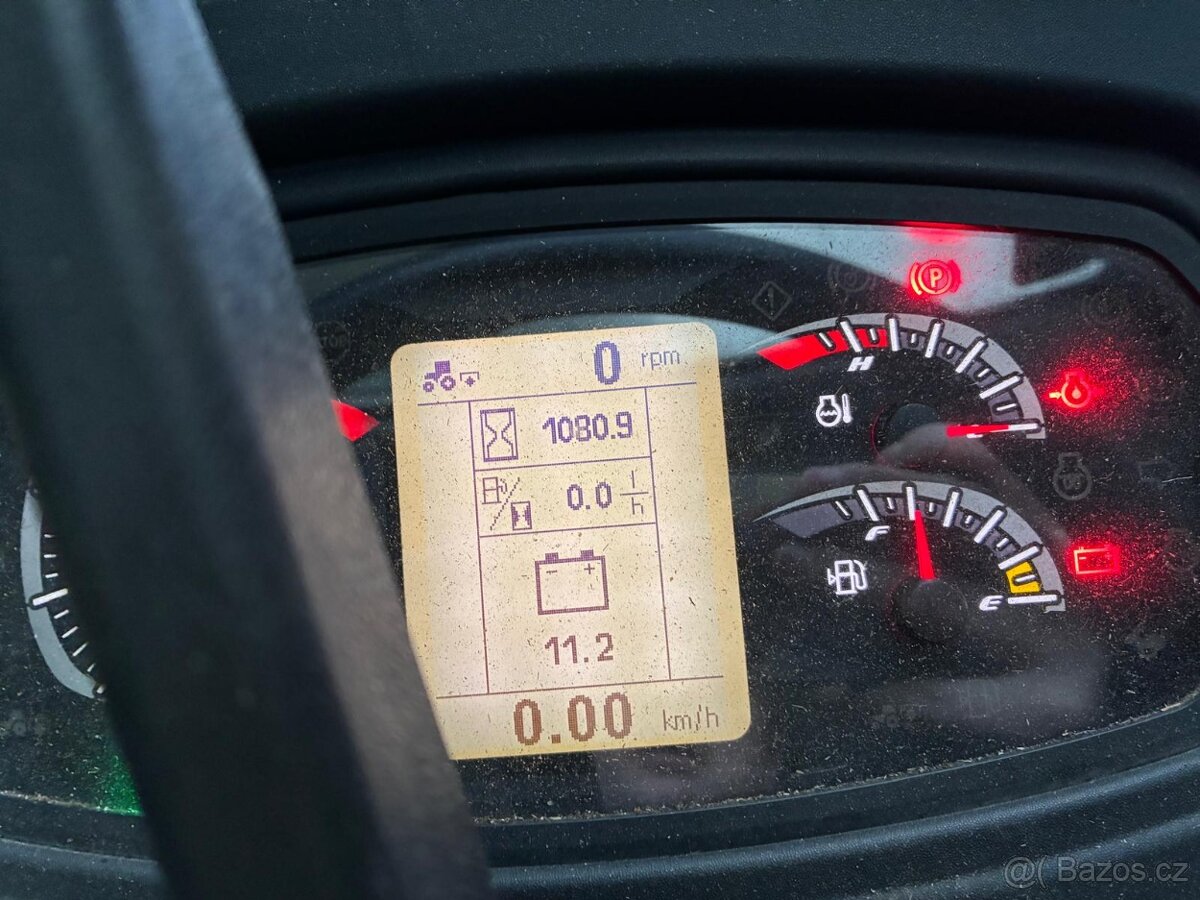 P
0 rpm
H
1080.9
0.0 l/h
F
- +
E
11.2
0.00 km/h
@( Bazos.cz